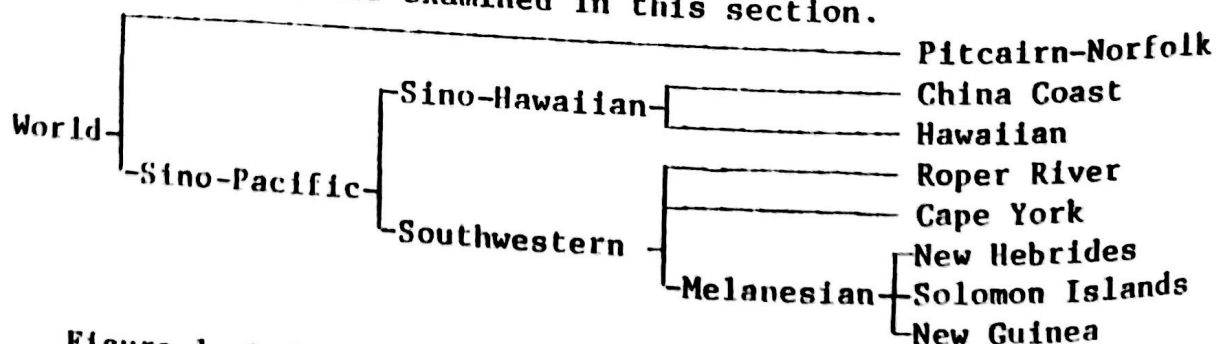 examined in this section.
Pitcairn-Norfolk
Sino-Hawaiian
China Coast
World
Hawaiian
Sino-Pacific
Roper River
Cape York
Southwestern
New Hebrides
Melanesian
Solomon Islands
New Guinea